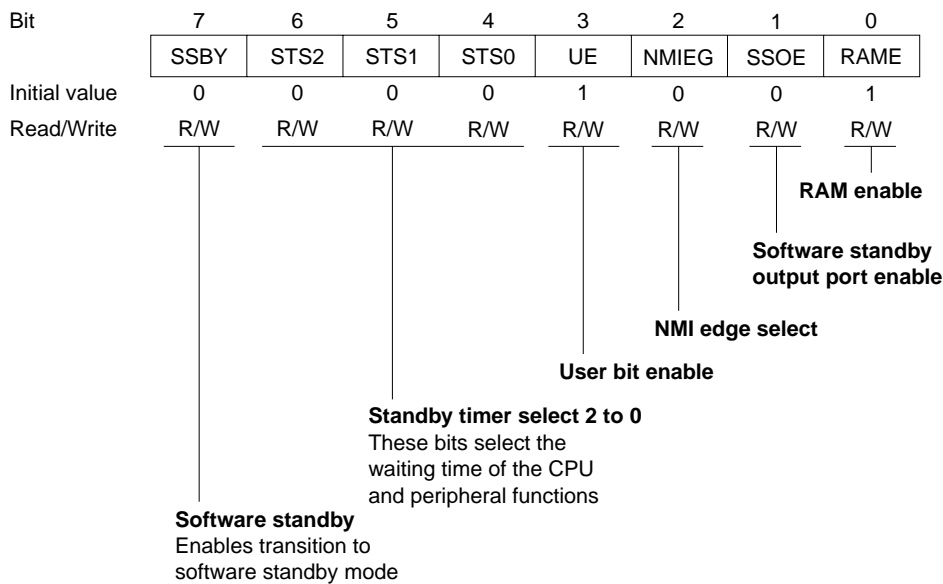 Bit 7 6 5 4 3 2 1 0
SSBY STS2 STS1 STS0 UE NMIEG SSOE RAME
Initial value 0 0 0 0 1 0 0 1
Read/Write R/W R/W R/W R/W R/W R/W R/W R/W
RAM enable
Software standby
output port enable
NMI edge select
User bit enable
Standby timer select 2 to 0
These bits select the
waiting time of the CPU
and peripheral functions
Software standby
Enables transition to
software standby mode